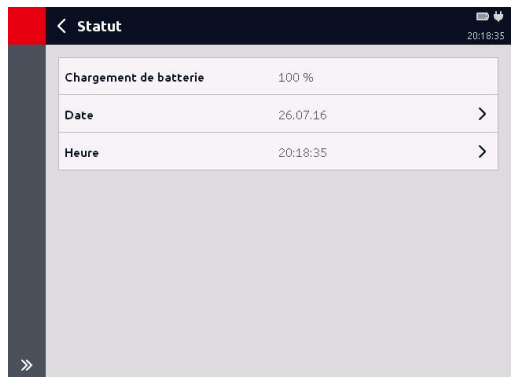 Statut
20:18:35
Chargement de batterie 100 %
Date 26.07.16
Heure 20:18:35